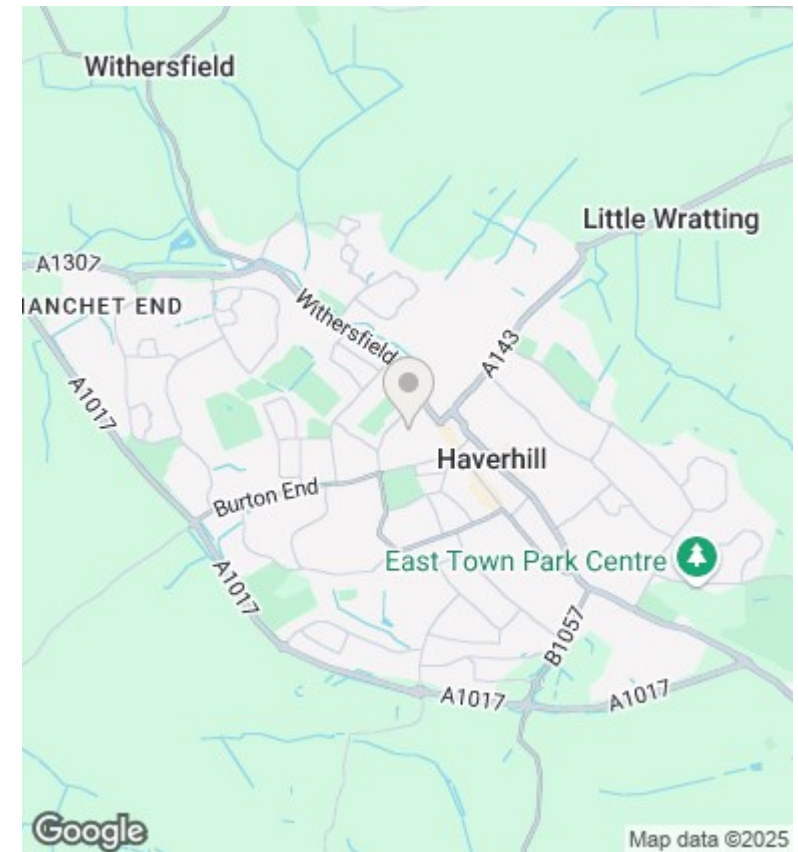 Withersfield
Little Wratting
A1307
MANCHET END
Withersfield
A143
A1017
Haverhill
Burton End
East Town Park Centre
A1017
B1057
A1017
A1017
Google
Map data ©2025